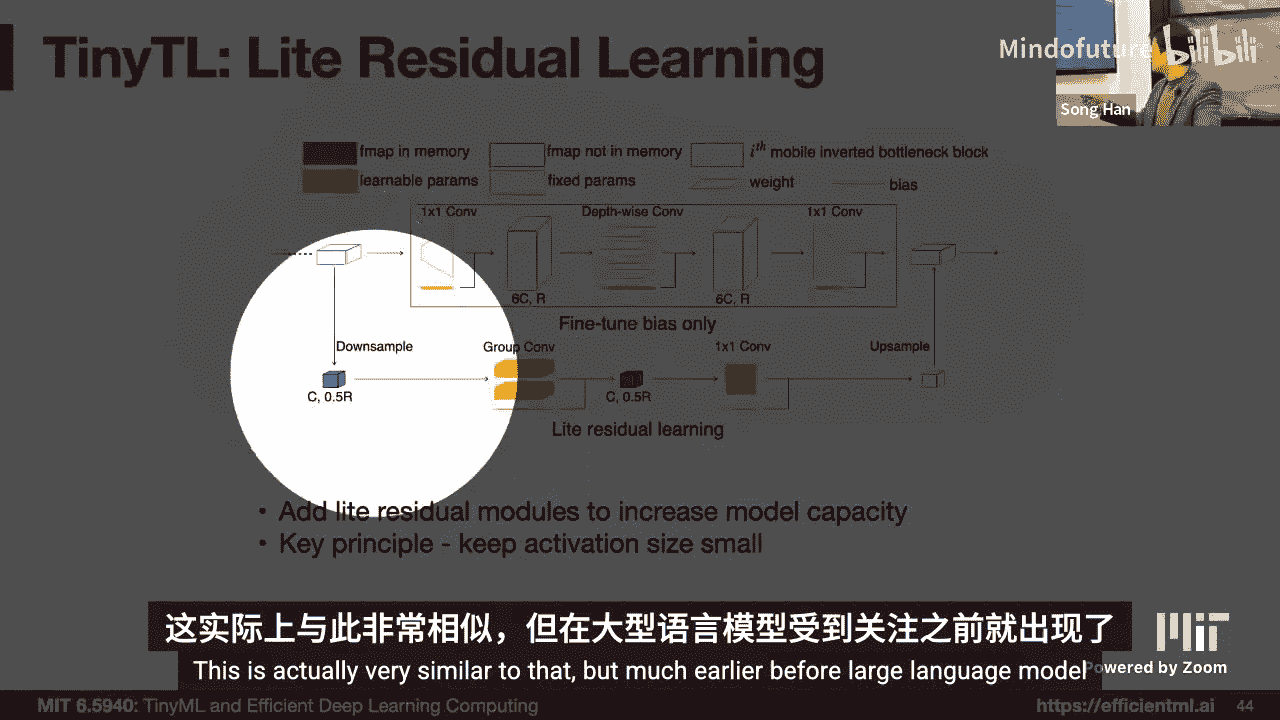 TinyTL: Lite Residual Learning
Mindofuture bilibili
Song Han
fmap in memory fmap not in memory iᵗʰ mobile inverted bottleneck block
learnable params fixed params weight bias
1x1 Conv Depth-wise Conv 1x1 Conv
6C, R 6C, R
Fine-tune bias only
Downsample Group Conv 1x1 Conv Upsample
C, 0.5R C, 0.5R
Lite residual learning
• Add lite residual modules to increase model capacity
• Key principle - keep activation size small
这实际上与此非常相似，但在大型语言模型受到关注之前就出现了
This is actually very similar to that, but much earlier before large language model
Powered by Zoom
MIT 6.5940: TinyML and Efficient Deep Learning Computing https://efficientml.ai 44